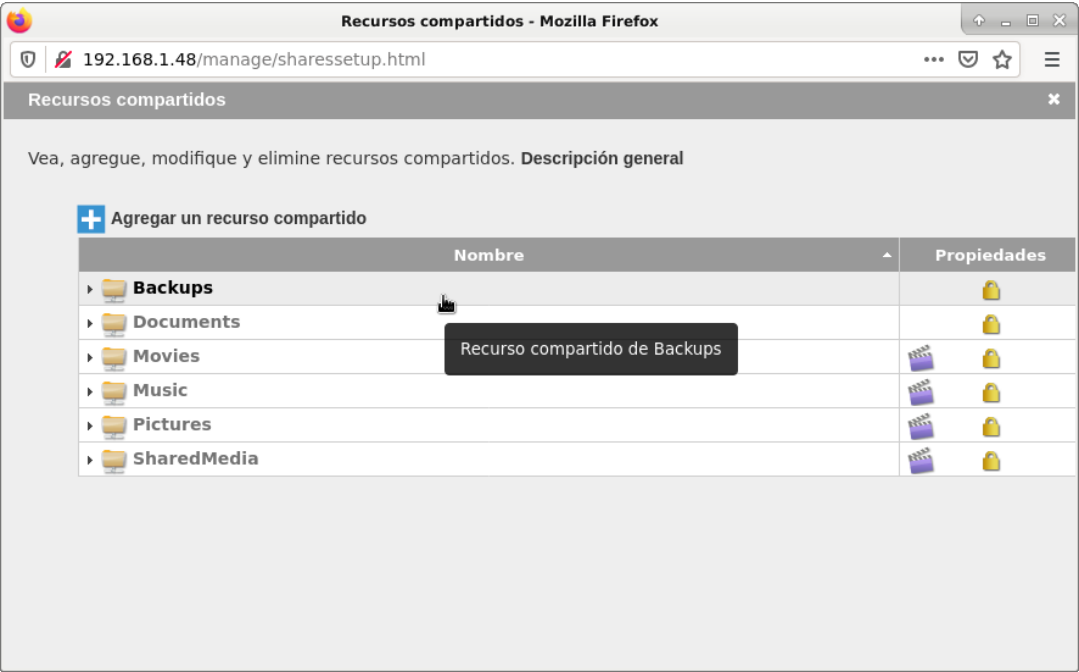 Recursos compartidos - Mozilla Firefox
192.168.1.48/manage/sharessetup.html
Recursos compartidos
Vea, agregue, modifique y elimine recursos compartidos. Descripción general
Agregar un recurso compartido
Nombre Propiedades
Backups
Documents
Recurso compartido de Backups
Movies
Music
Pictures
SharedMedia